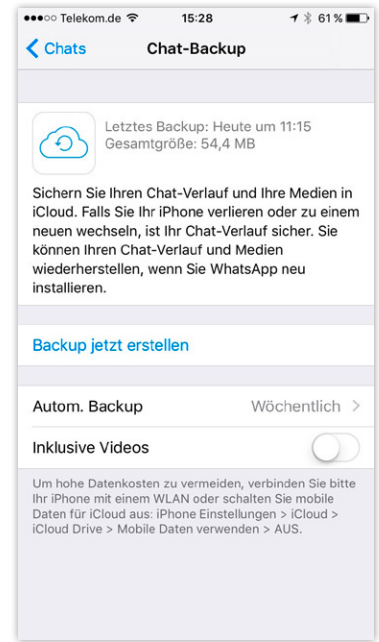 Telekom.de 15:28 61 %
Chats Chat-Backup
Letztes Backup: Heute um 11:15
Gesamtgröße: 54,4 MB
Sichern Sie Ihren Chat-Verlauf und Ihre Medien in
iCloud. Falls Sie Ihr iPhone verlieren oder zu einem
neuen wechseln, ist Ihr Chat-Verlauf sicher. Sie
können Ihren Chat-Verlauf und Medien
wiederherstellen, wenn Sie WhatsApp neu
installieren.
Backup jetzt erstellen
Autom. Backup Wöchentlich
Inklusive Videos
Um hohe Datenkosten zu vermeiden, verbinden Sie bitte
Ihr iPhone mit einem WLAN oder schalten Sie mobile
Daten für iCloud aus: iPhone Einstellungen > iCloud >
iCloud Drive > Mobile Daten verwenden > AUS.